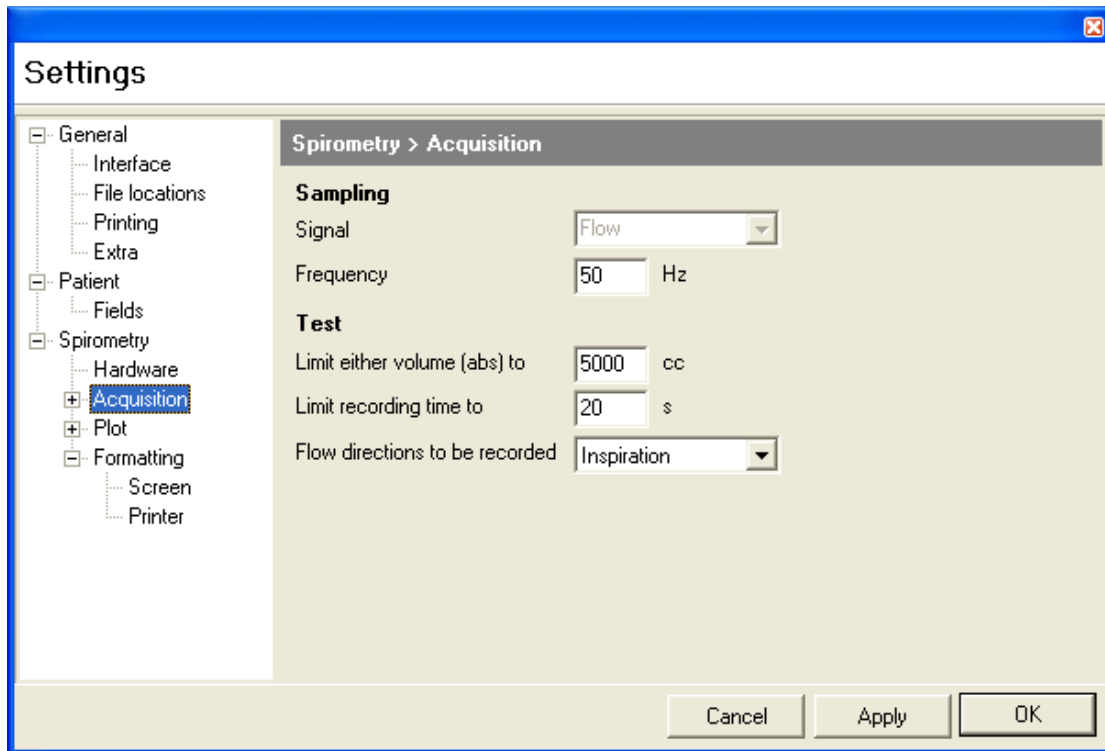 Settings
General
Interface
File locations
Printing
Extra
Patient
Fields
Spirometry
Hardware
Acquisition
Plot
Formatting
Screen
Printer
Spirometry > Acquisition
Sampling
Signal Flow
Frequency 50 Hz
Test
Limit either volume (abs) to 5000 cc
Limit recording time to 20 s
Flow directions to be recorded Inspiration
Cancel Apply OK